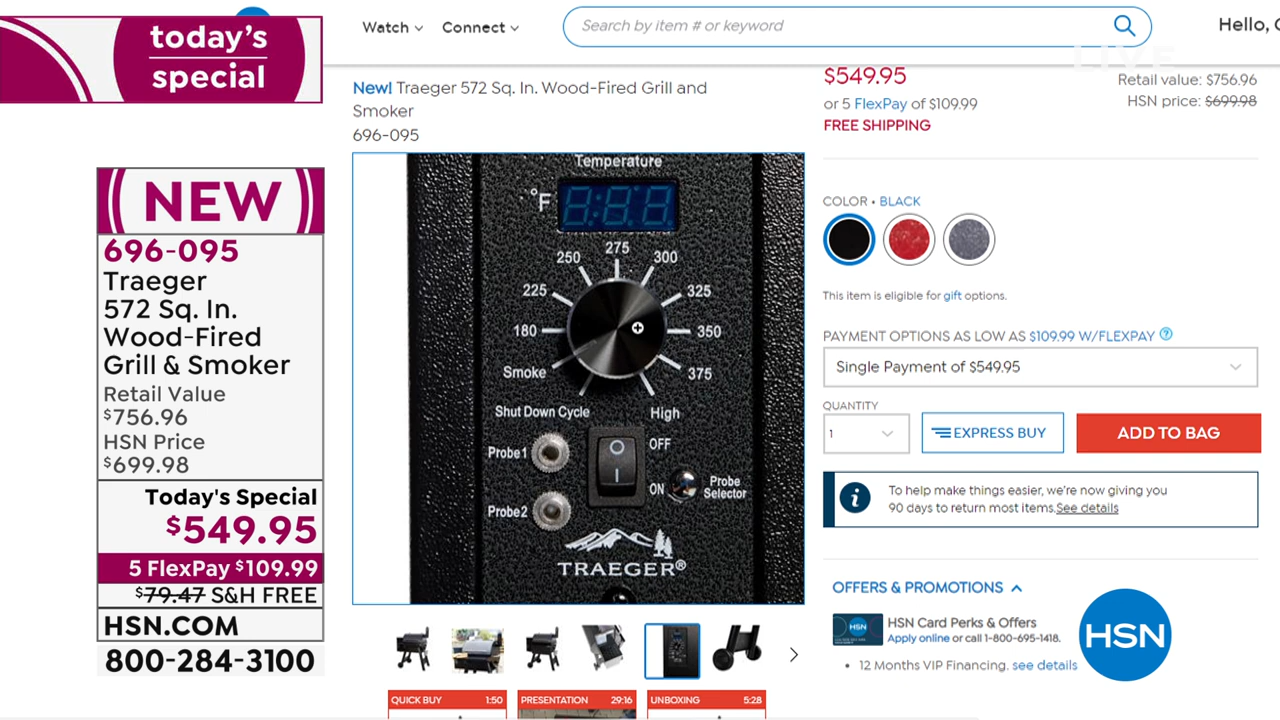 today's
special
Watch
Connect
Search by item # or keyword
Hello,
LIVE
New! Traeger 572 Sq. In. Wood-Fired Grill and
Smoker
696-095
$549.95
or 5 FlexPay of $109.99
FREE SHIPPING
Retail value: $756.96
HSN price: $699.98
NEW
696-095
Traeger
572 Sq. In.
Wood-Fired
Grill & Smoker
Retail Value
$756.96
HSN Price
$699.98
Today's Special
$549.95
5 FlexPay $109.99
$79.47 S&H FREE
HSN.COM
800-284-3100
Temperature
°F
8:8.8
275
250
300
225
325
180
350
Smoke
375
Shut Down Cycle
High
Probe 1
OFF
ON
Probe
Selector
Probe2
TRAEGER®
COLOR • BLACK
This item is eligible for gift options.
PAYMENT OPTIONS AS LOW AS $109.99 W/FLEXPAY ?
Single Payment of $549.95
QUANTITY
1
EXPRESS BUY
ADD TO BAG
To help make things easier, we're now giving you
90 days to return most items.See details
OFFERS & PROMOTIONS
HSN
HSN Card Perks & Offers
Apply online or call 1-800-695-1418.
• 12 Months VIP Financing. see details
HSN
QUICK BUY 1:50
PRESENTATION 29:16
UNBOXING 5:28